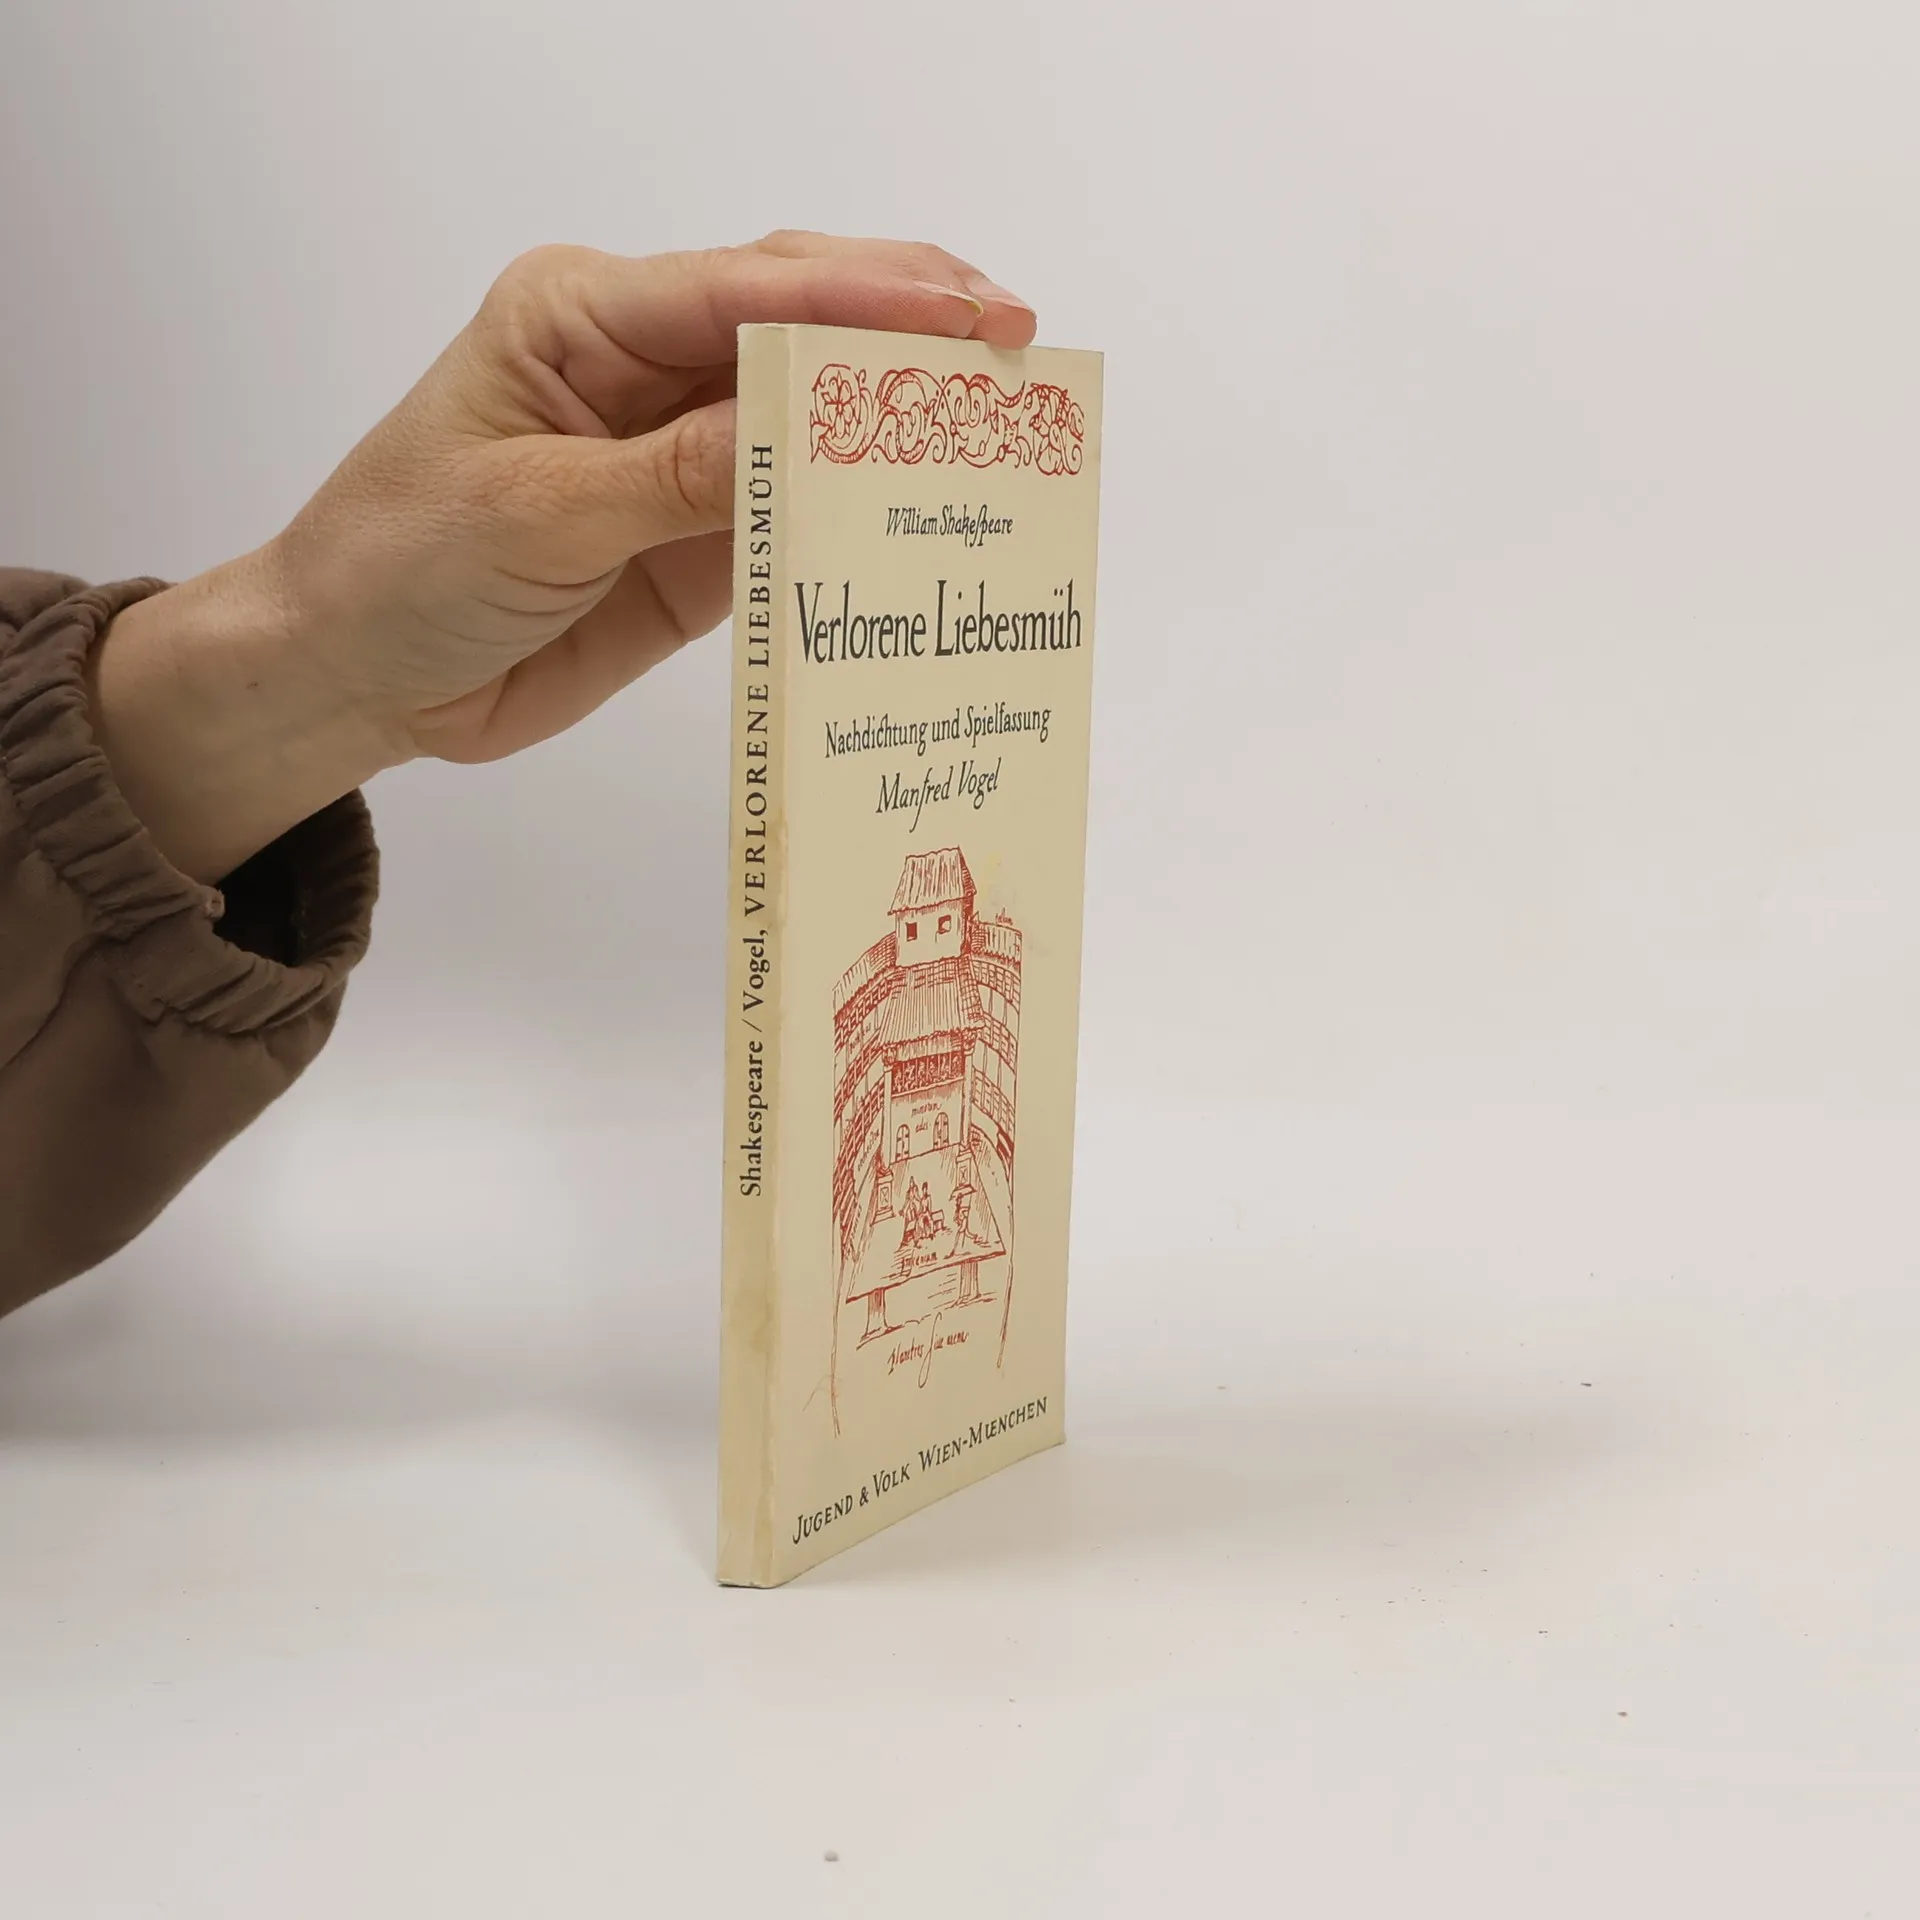 Shakespeare / Vogel, VERLORENE LIEBESMÜH
William Shakespeare
Verlorene Liebesmüh
Nachdichtung und Spielfassung
Manfred Vogel
JUGEND & VOLK WIEN-MUENCHEN